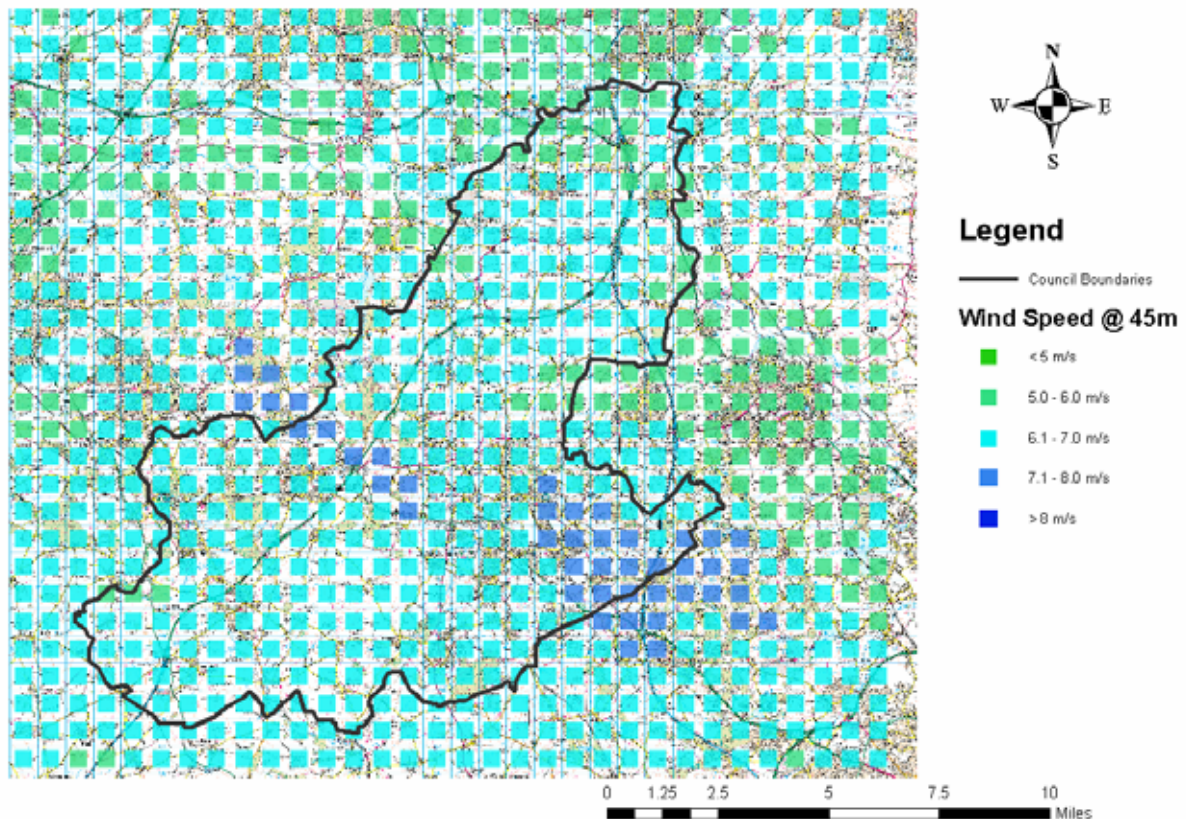 N
W E
S
Legend
Council Boundaries
Wind Speed @ 45m
<5 m/s
5.0 - 6.0 m/s
6.1 - 7.0 m/s
7.1 - 8.0 m/s
>8 m/s
0 1.25 2.5 5 7.5 10
Miles